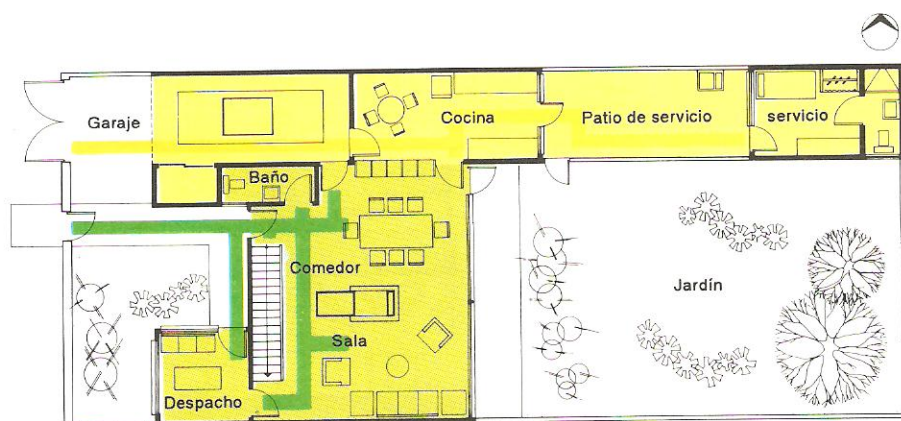 Garaje
Cocina
Patio de servicio
servicio
Baño
Comedor
Jardín
Sala
Despacho